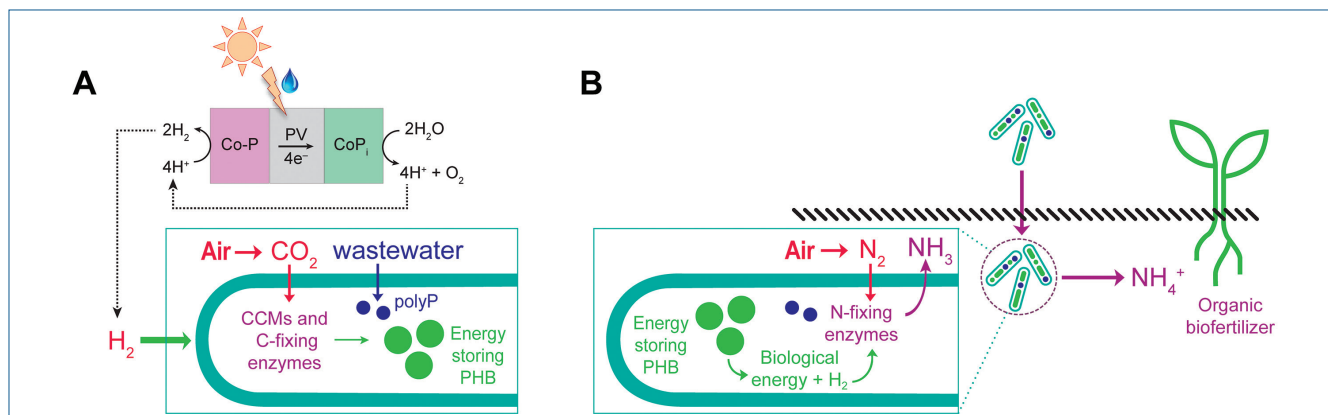 A
2H₂
4H⁺
Co-P
PV
4e⁻
CoPᵢ
2H₂O
4H⁺ + O₂
Air
CO₂
wastewater
polyP
CCMs and
C-fixing
enzymes
Energy
storing
PHB
H₂
B
Air
N₂
NH₃
Energy
storing
PHB
N-fixing
enzymes
Biological
energy + H₂
NH₄⁺
Organic
biofertilizer